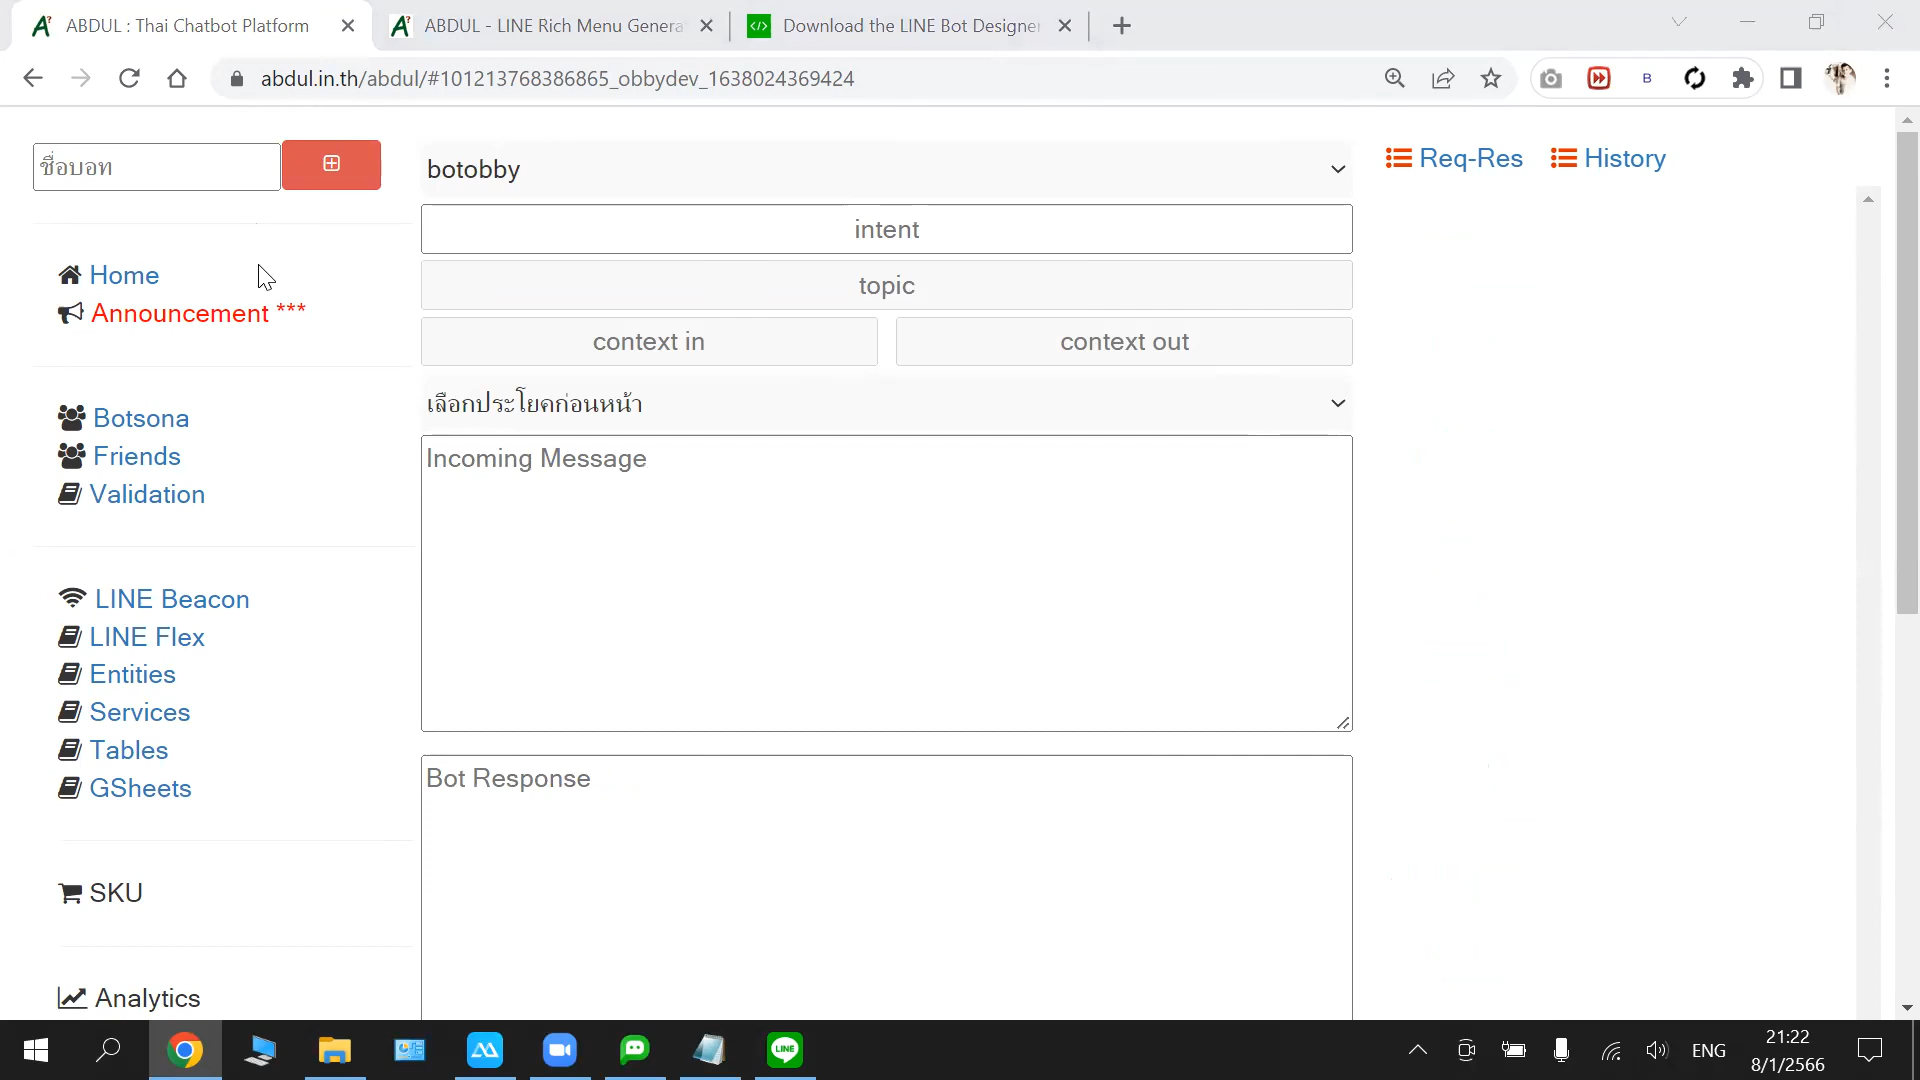 ABDUL : Thai Chatbot Platform
ABDUL - LINE Rich Menu Genera
Download the LINE Bot Designer
abdul.in.th/abdul/#101213768386865_obbydev_1638024369424
ชื่อบอท
Home
Announcement ***
Botsona
Friends
Validation
LINE Beacon
LINE Flex
Entities
Services
Tables
GSheets
SKU
Analytics
botobby
intent
topic
context in
context out
เลือกประโยคก่อนหน้า
Incoming Message
Bot Response
Req-Res
History
LINE
ENG
21:22
8/1/2566